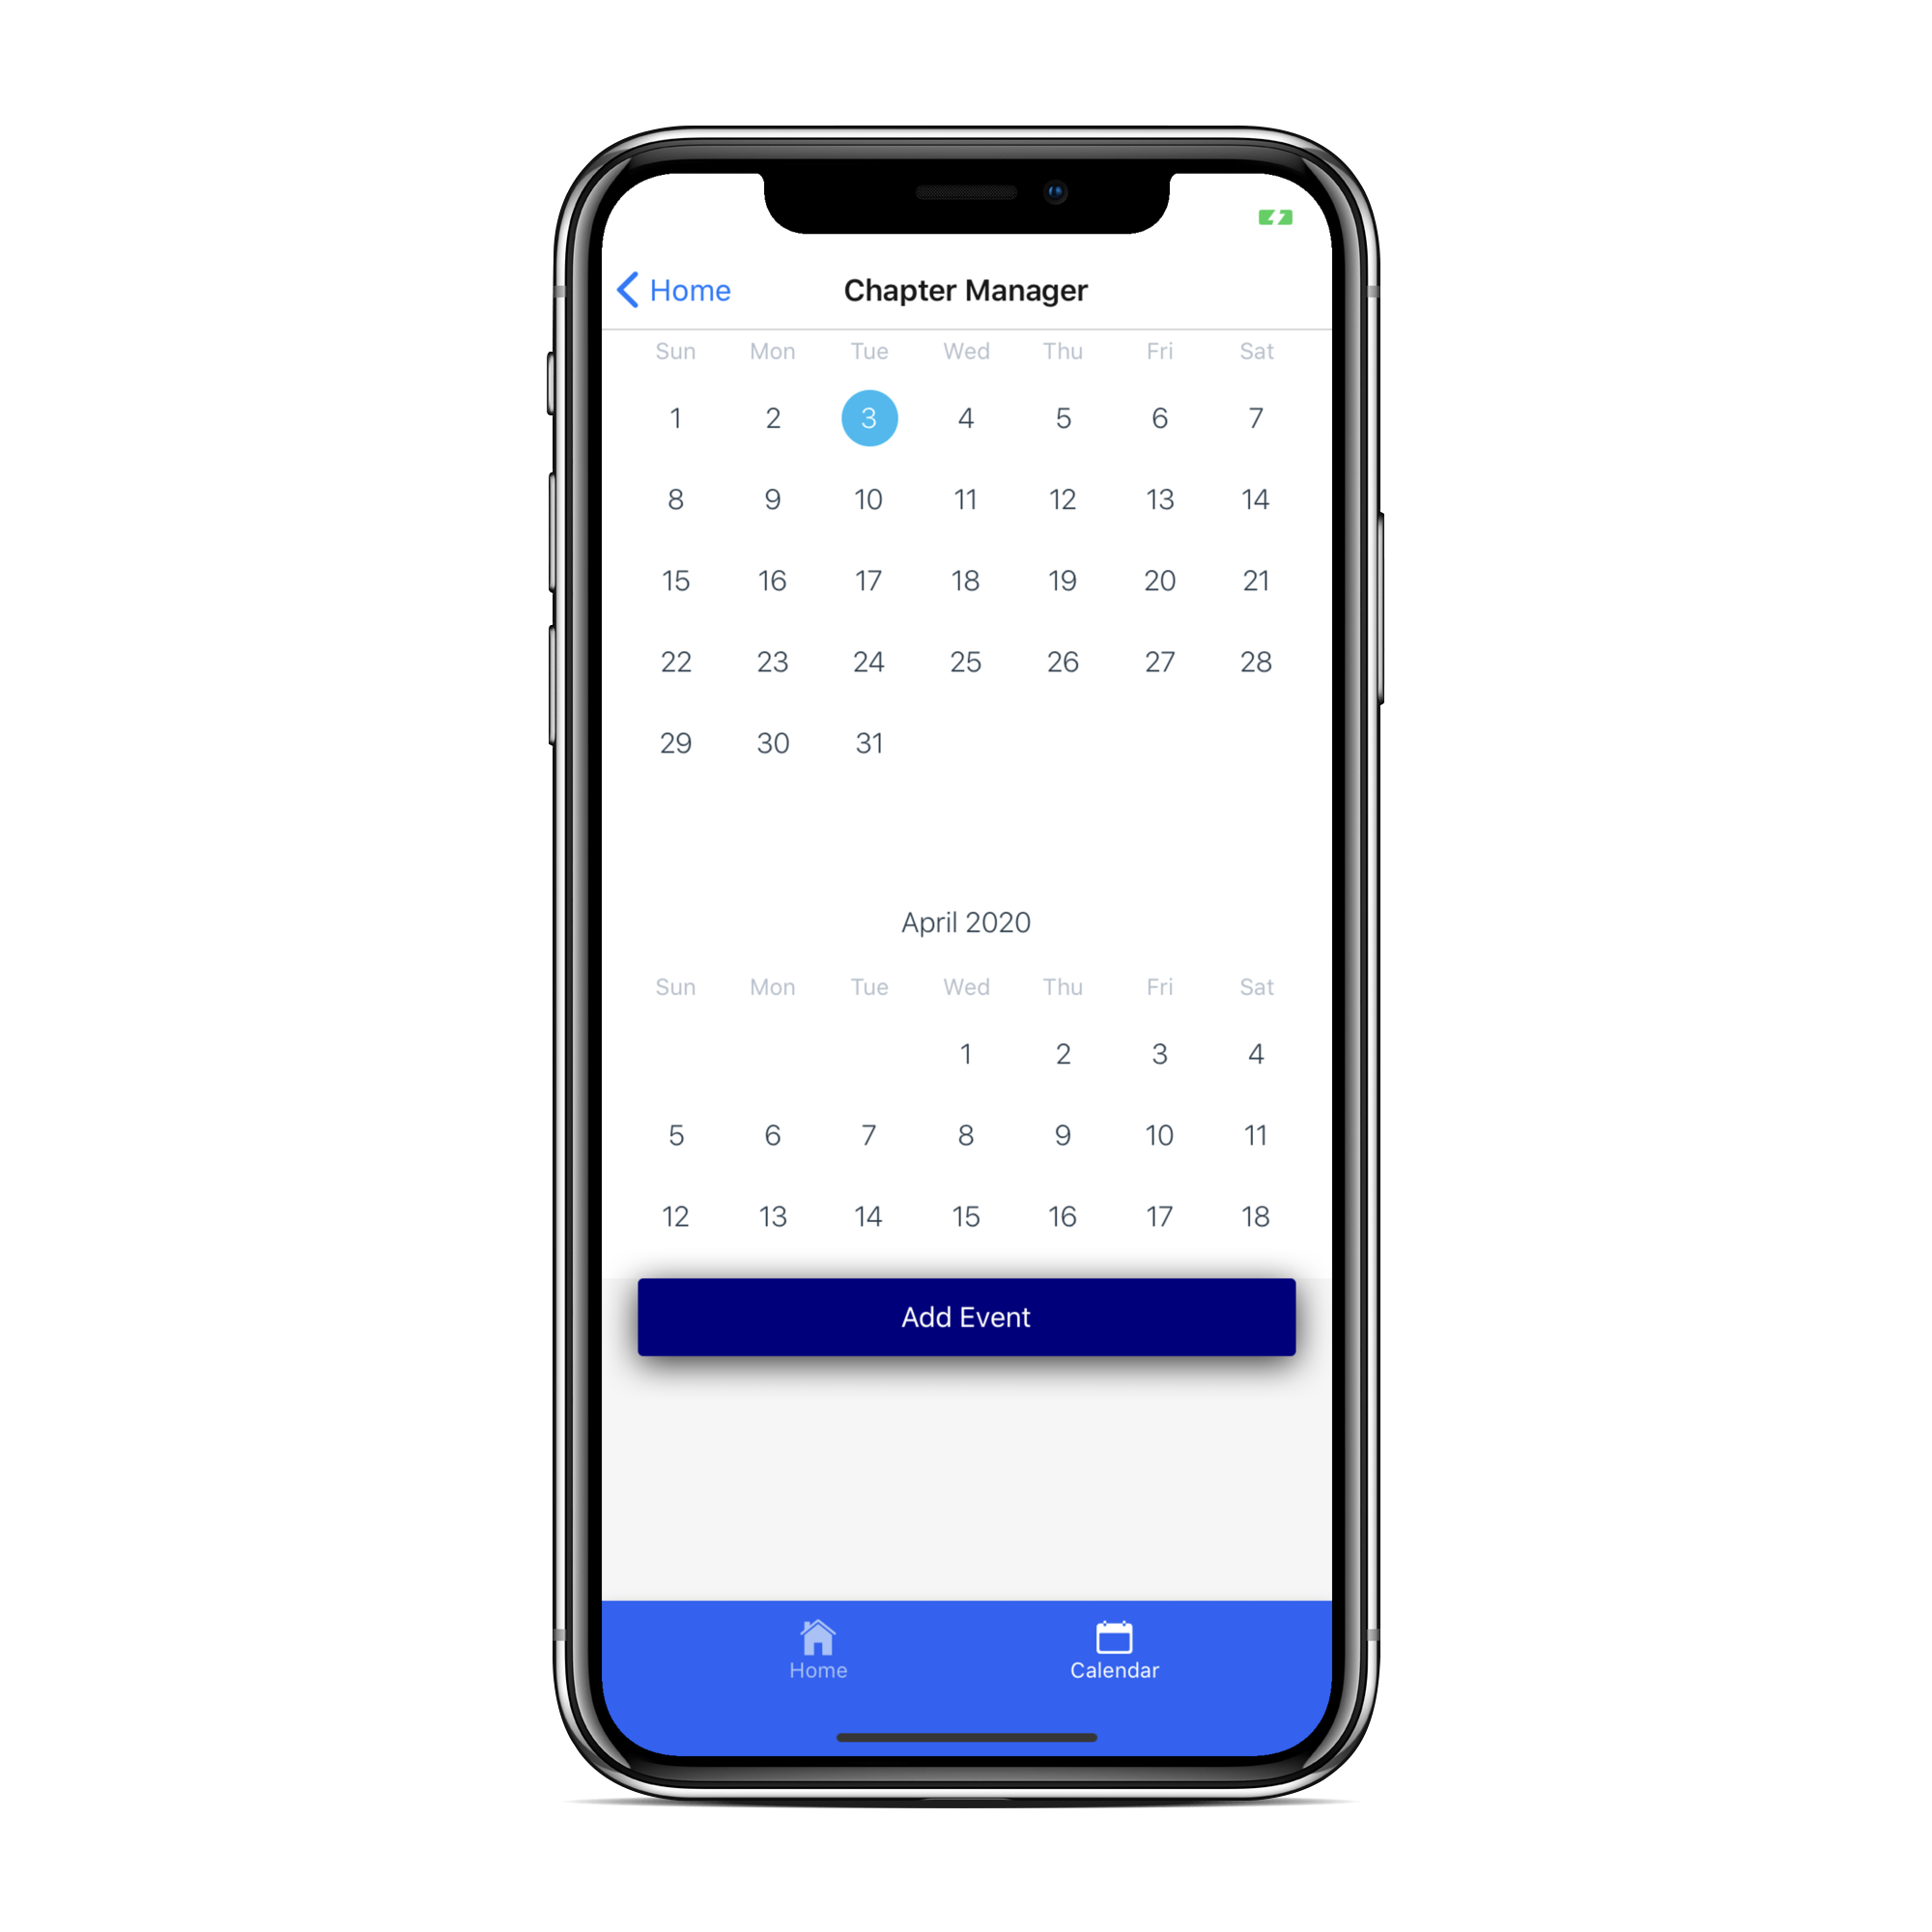 Home Chapter Manager
Sun Mon Tue Wed Thu Fri Sat
1 2 3 4 5 6 7
8 9 10 11 12 13 14
15 16 17 18 19 20 21
22 23 24 25 26 27 28
29 30 31
April 2020
Sun Mon Tue Wed Thu Fri Sat
1 2 3 4
5 6 7 8 9 10 11
12 13 14 15 16 17 18
Add Event
Home Calendar